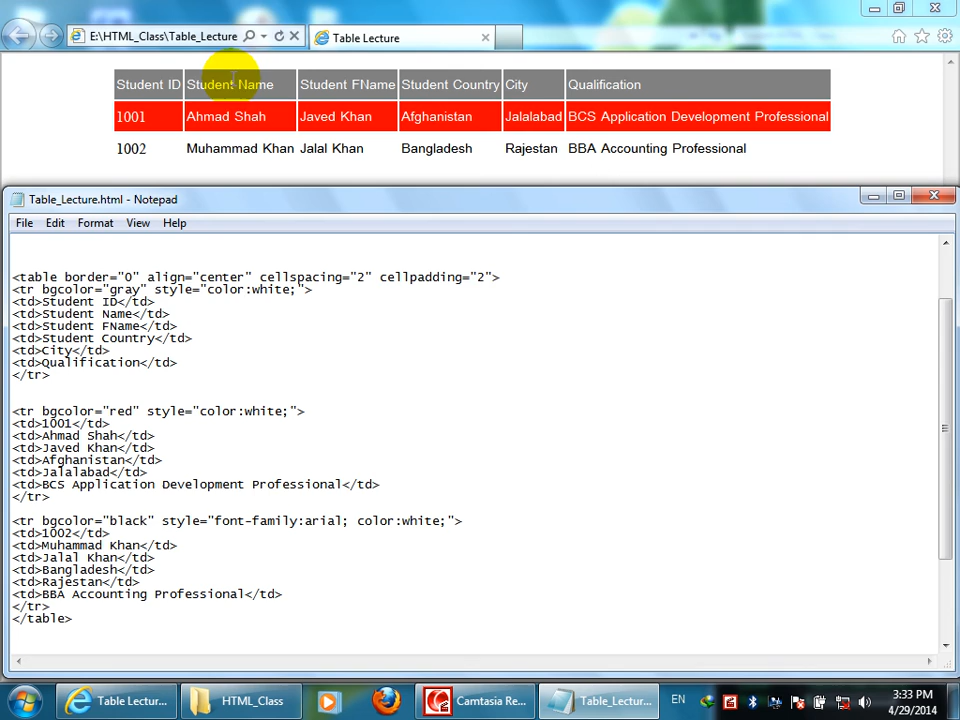 E:\HTML_Class\Table_Lecture
Table Lecture
Student ID Student Name Student FName Student Country City Qualification
1001 Ahmad Shah Javed Khan Afghanistan Jalalabad BCS Application Development Professional
1002 Muhammad Khan Jalal Khan Bangladesh Rajestan BBA Accounting Professional
Table_Lecture.html - Notepad
File Edit Format View Help
<table border="0" align="center" cellspacing="2" cellpadding="2">
<tr bgcolor="gray" style="color:white;">
<td>Student ID</td>
<td>Student Name</td>
<td>Student FName</td>
<td>Student Country</td>
<td>City</td>
<td>Qualification</td>
</tr>
<tr bgcolor="red" style="color:white;">
<td>1001</td>
<td>Ahmad Shah</td>
<td>Javed Khan</td>
<td>Afghanistan</td>
<td>Jalalabad</td>
<td>BCS Application Development Professional</td>
</tr>
<tr bgcolor="black" style="font-family:arial; color:white;">
<td>1002</td>
<td>Muhammad Khan</td>
<td>Jalal Khan</td>
<td>Bangladesh</td>
<td>Rajestan</td>
<td>BBA Accounting Professional</td>
</tr>
</table>
Table Lectur... HTML_Class Camtasia Re... Table_Lectur... EN 3:33 PM
4/29/2014